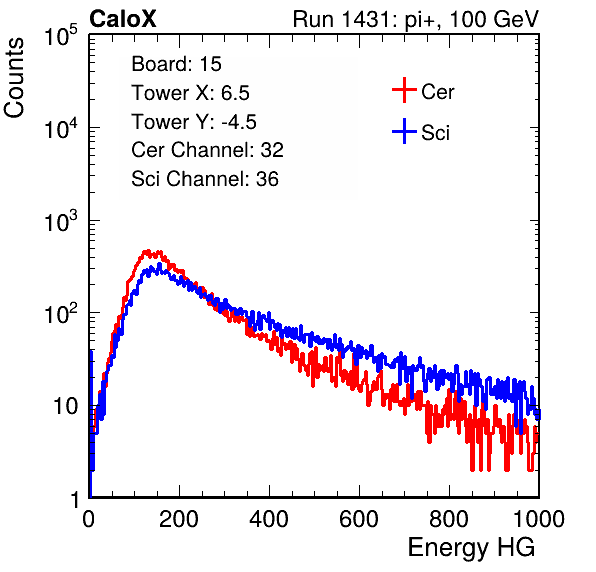 CaloX Run 1431: pi+, 100 GeV
Counts
Board: 15
Tower X: 6.5
Tower Y: -4.5
Cer Channel: 32
Sci Channel: 36
Cer
Sci
10^5
10^4
10^3
10^2
10
1
0 200 400 600 800 1000
Energy HG